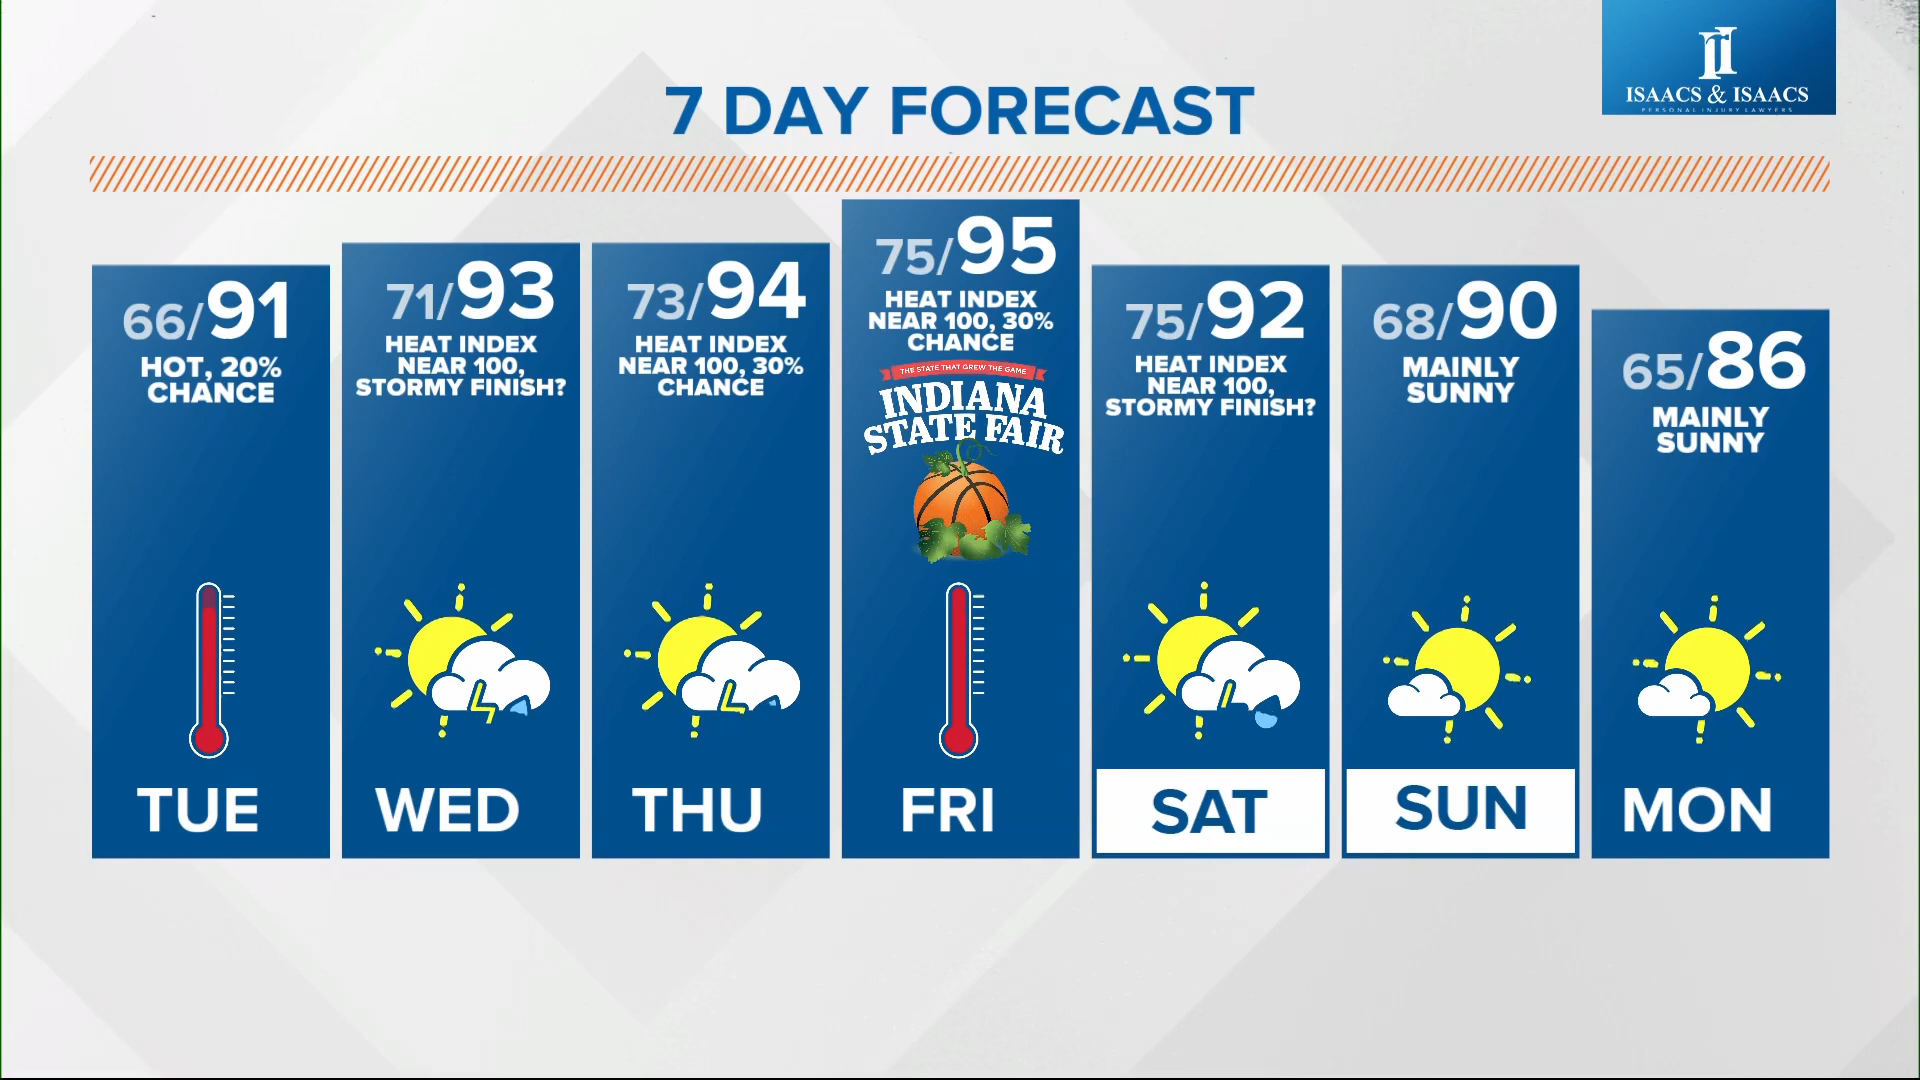 ISAACS & ISAACS
PERSONAL INJURY LAWYERS
7 DAY FORECAST
66/91
HOT, 20%
CHANCE
TUE
71/93
HEAT INDEX
NEAR 100,
STORMY FINISH?
WED
73/94
HEAT INDEX
NEAR 100, 30%
CHANCE
THU
75/95
HEAT INDEX
NEAR 100, 30%
CHANCE
THE STATE THAT GREW THE GAME
INDIANA
STATE FAIR
FRI
75/92
HEAT INDEX
NEAR 100,
STORMY FINISH?
SAT
68/90
MAINLY
SUNNY
SUN
65/86
MAINLY
SUNNY
MON